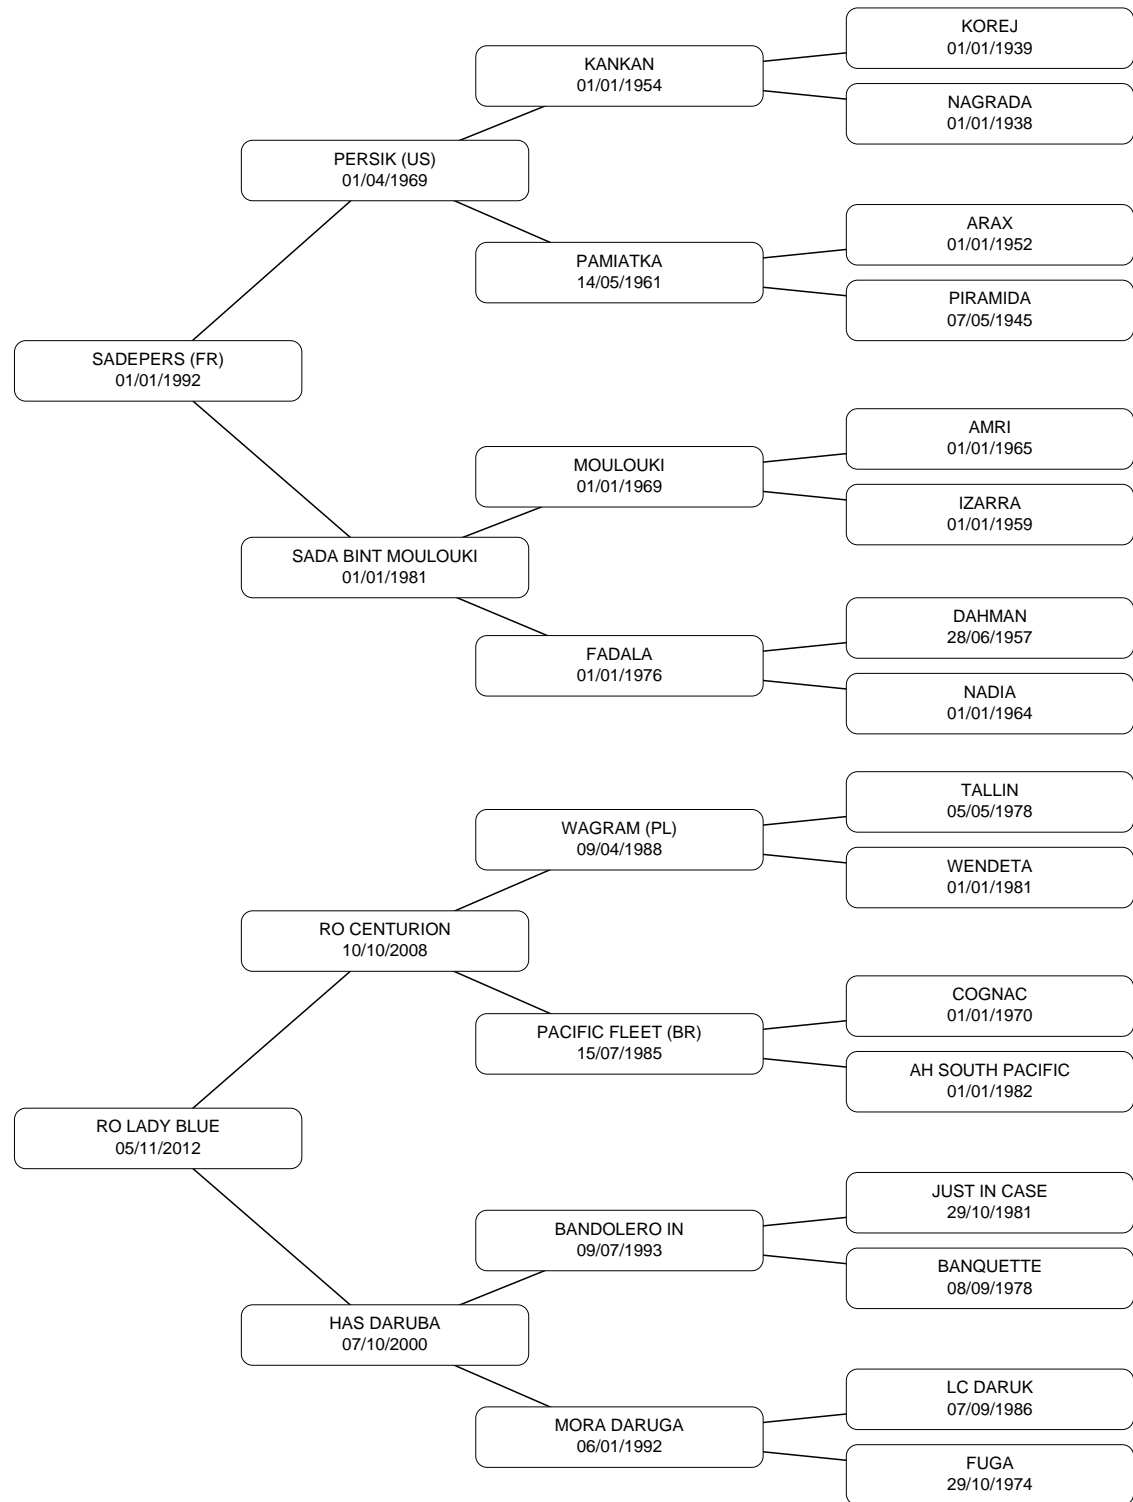 KOREJ
01/01/1939
KANKAN
01/01/1954
NAGRADA
01/01/1938
PERSIK (US)
01/04/1969
ARAX
01/01/1952
PAMIATKA
14/05/1961
PIRAMIDA
07/05/1945
SADEPERS (FR)
01/01/1992
AMRI
01/01/1965
MOULOUKI
01/01/1969
IZARRA
01/01/1959
SADA BINT MOULOUKI
01/01/1981
DAHMAN
28/06/1957
FADALA
01/01/1976
NADIA
01/01/1964
TALLIN
05/05/1978
WAGRAM (PL)
09/04/1988
WENDETA
01/01/1981
RO CENTURION
10/10/2008
COGNAC
01/01/1970
PACIFIC FLEET (BR)
15/07/1985
AH SOUTH PACIFIC
01/01/1982
RO LADY BLUE
05/11/2012
JUST IN CASE
29/10/1981
BANDOLERO IN
09/07/1993
BANQUETTE
08/09/1978
HAS DARUBA
07/10/2000
LC DARUK
07/09/1986
MORA DARUGA
06/01/1992
FUGA
29/10/1974